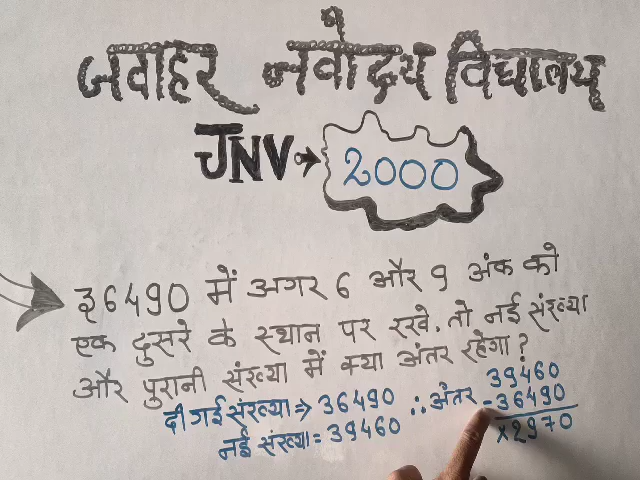 जवाहर नवोदय विद्यालय
JNV → 2000
36490 में अगर 6 और 9 अंक को
एक दुसरे के स्थान पर रखे. तो नई संख्या
और पुरानी संख्या में क्या अंतर रहेगा?
दी गई संख्या ⇒ 36490
नई संख्या = 39460
∴ अंतर
39460
- 36490
×2970